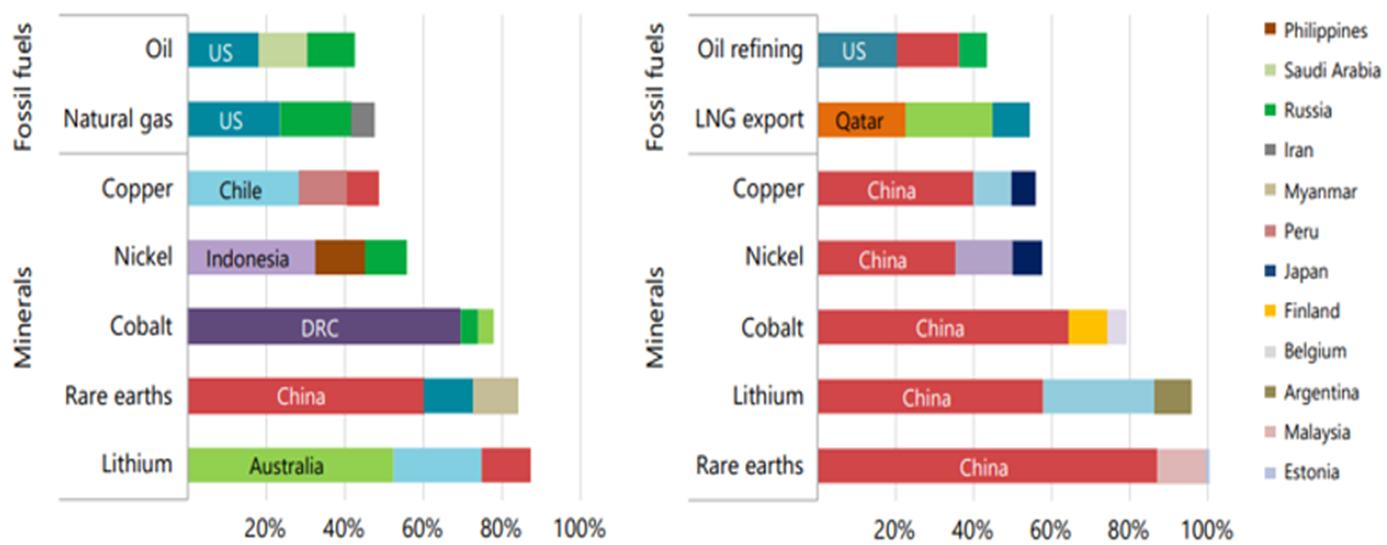 Fossil fuels
Oil
US
Natural gas
US
Minerals
Copper
Chile
Nickel
Indonesia
Cobalt
DRC
Rare earths
China
Lithium
Australia
20% 40% 60% 80% 100%
Fossil fuels
Oil refining
US
LNG export
Qatar
Minerals
Copper
China
Nickel
China
Cobalt
China
Lithium
China
Rare earths
China
20% 40% 60% 80% 100%
Philippines
Saudi Arabia
Russia
Iran
Myanmar
Peru
Japan
Finland
Belgium
Argentina
Malaysia
Estonia